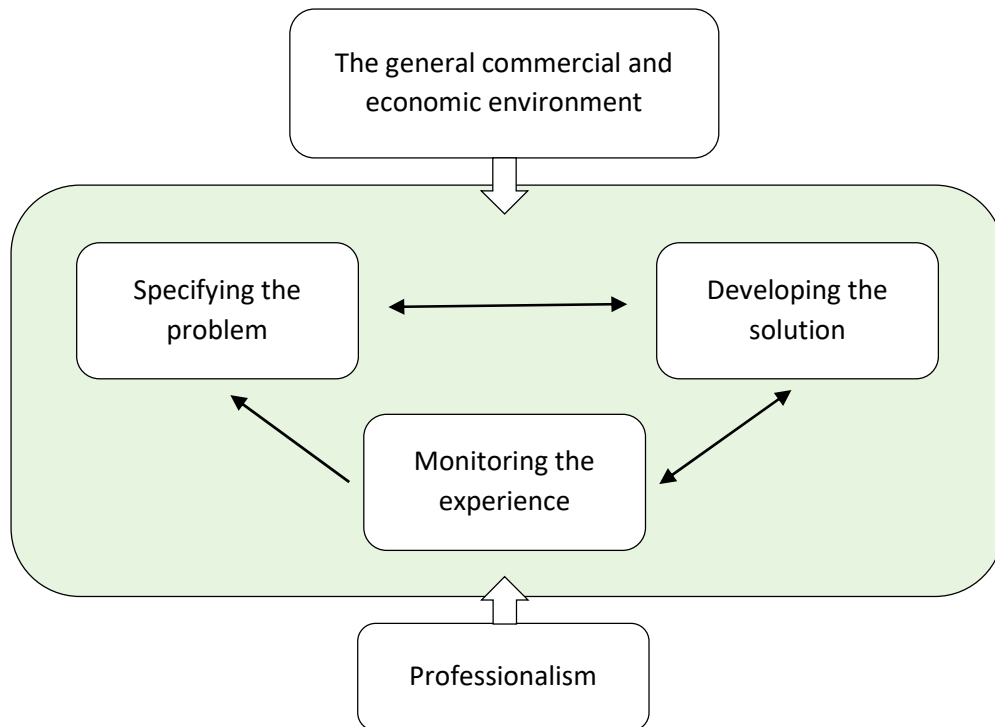 The general commercial and
economic environment
Specifying the
problem
Developing the
solution
Monitoring the
experience
Professionalism